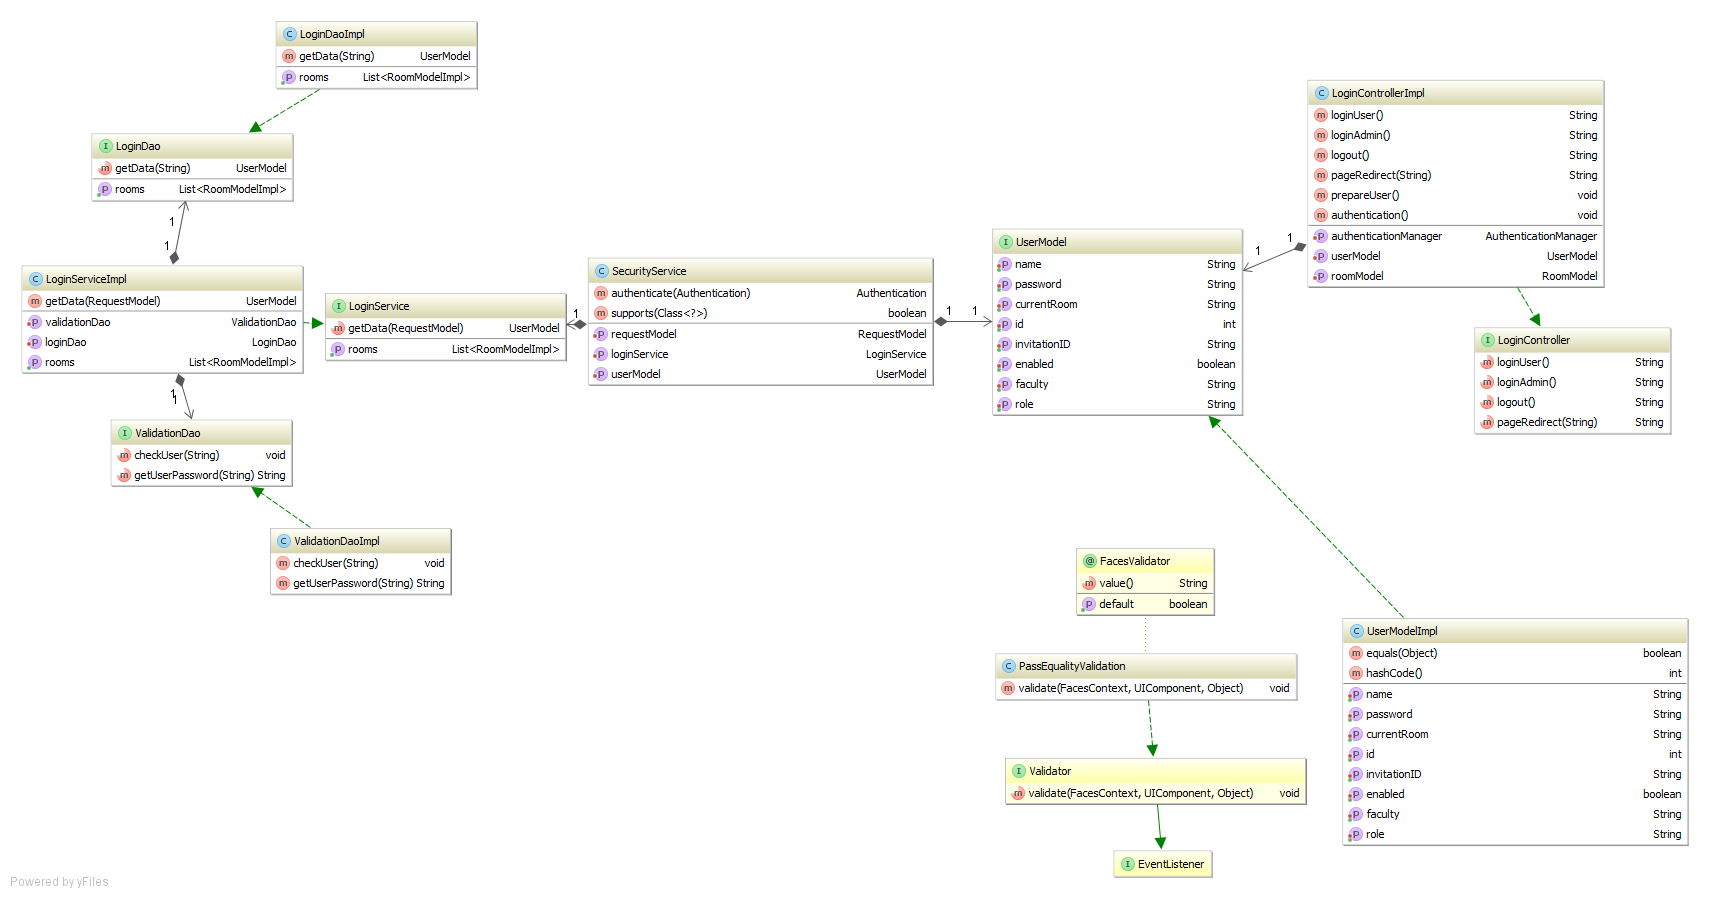 C LoginDaoImpl
m getData(String) UserModel
P rooms List<RoomModelImpl>
I LoginDao
m getData(String) UserModel
P rooms List<RoomModelImpl>
1
1
C LoginServiceImpl
m getData(RequestModel) UserModel
P validationDao ValidationDao
P loginDao LoginDao
P rooms List<RoomModelImpl>
1
1
I ValidationDao
m checkUser(String) void
m getUserPassword(String) String
C ValidationDaoImpl
m checkUser(String) void
m getUserPassword(String) String
I LoginService
m getData(RequestModel) UserModel
P rooms List<RoomModelImpl>
1
C SecurityService
m authenticate(Authentication) Authentication
m supports(Class<?>) boolean
P requestModel RequestModel
P loginService LoginService
P userModel UserModel
1 1
I UserModel
P name String
P password String
P currentRoom String
P id int
P invitationID String
P enabled boolean
P faculty String
P role String
1 1
C LoginControllerImpl
m loginUser() String
m loginAdmin() String
m logout() String
m pageRedirect(String) String
m prepareUser() void
m authentication() void
P authenticationManager AuthenticationManager
P userModel UserModel
P roomModel RoomModel
I LoginController
m loginUser() String
m loginAdmin() String
m logout() String
m pageRedirect(String) String
@ FacesValidator
m value() String
P default boolean
C PassEqualityValidation
m validate(FacesContext, UIComponent, Object) void
I Validator
m validate(FacesContext, UIComponent, Object) void
I EventListener
C UserModelImpl
m equals(Object) boolean
m hashCode() int
P name String
P password String
P currentRoom String
P id int
P invitationID String
P enabled boolean
P faculty String
P role String
Powered by yFiles